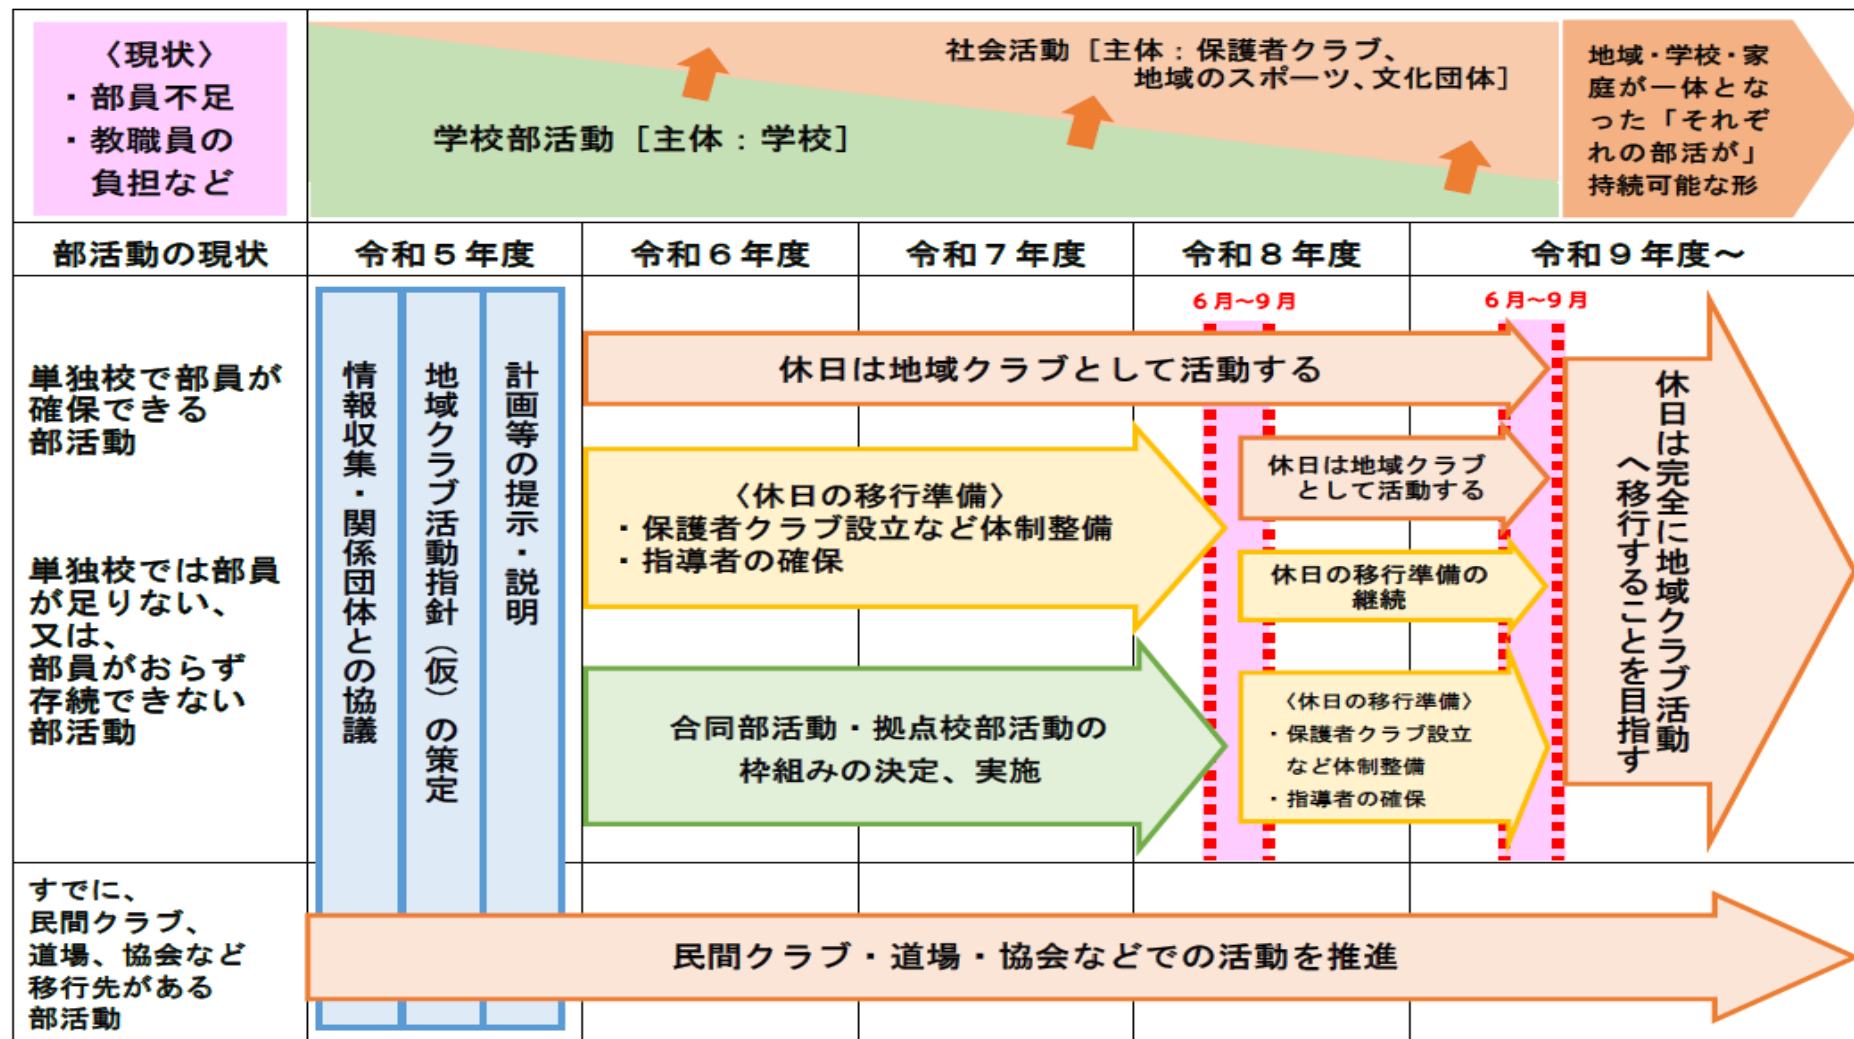 〈現状〉
・部員不足
・教職員の
負担など
社会活動［主体：保護者クラブ、
地域のスポーツ、文化団体］
学校部活動［主体：学校］
地域・学校・家
庭が一体とな
った「それぞ
れの部活が」
持続可能な形
部活動の現状
令和５年度
令和６年度
令和７年度
令和８年度
令和９年度～
単独校で部員が
確保できる
部活動
単独校では部員
が足りない、
又は、
部員がおらず
存続できない
部活動
情報収集・関係団体との協議
地域クラブ活動指針（仮）の策定
計画等の提示・説明
６月～９月
６月～９月
休日は地域クラブとして活動する
〈休日の移行準備〉
・保護者クラブ設立など体制整備
・指導者の確保
休日は地域クラブ
として活動する
休日の移行準備の
継続
合同部活動・拠点校部活動の
枠組みの決定、実施
〈休日の移行準備〉
・保護者クラブ設立
など体制整備
・指導者の確保
休日は完全に地域クラブ活動
へ移行することを目指す
すでに、
民間クラブ、
道場、協会など
移行先がある
部活動
民間クラブ・道場・協会などでの活動を推進